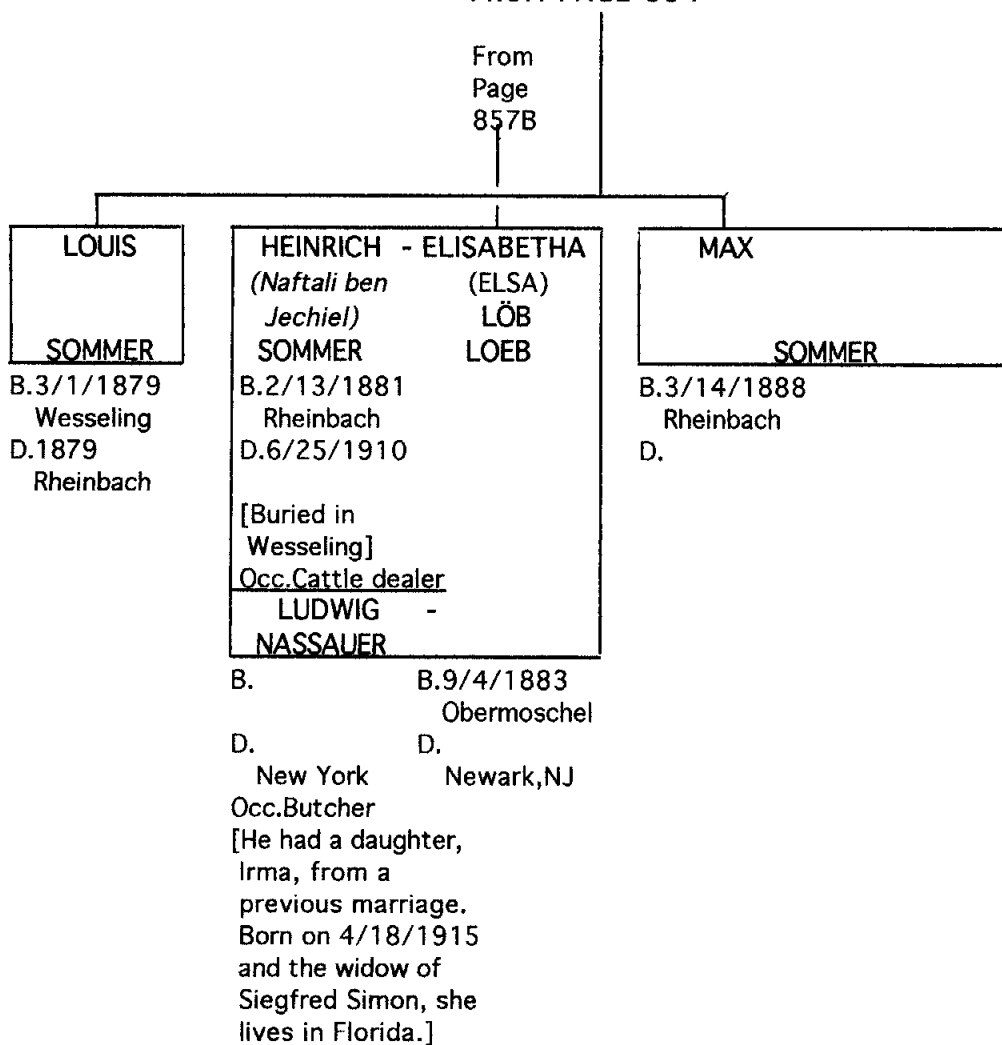 From
Page
857B
LOUIS
SOMMER
B.3/1/1879
Wesseling
D.1879
Rheinbach
HEINRICH - ELISABETHA
(Naftali ben (ELSA)
Jechiel) LÖB
SOMMER LOEB
B.2/13/1881
Rheinbach
D.6/25/1910
[Buried in
Wesseling]
Occ.Cattle dealer
LUDWIG -
NASSAUER
B. B.9/4/1883
Obermoschel
D. D.
New York Newark,NJ
Occ.Butcher
[He had a daughter,
Irma, from a
previous marriage.
Born on 4/18/1915
and the widow of
Siegfred Simon, she
lives in Florida.]
MAX
SOMMER
B.3/14/1888
Rheinbach
D.